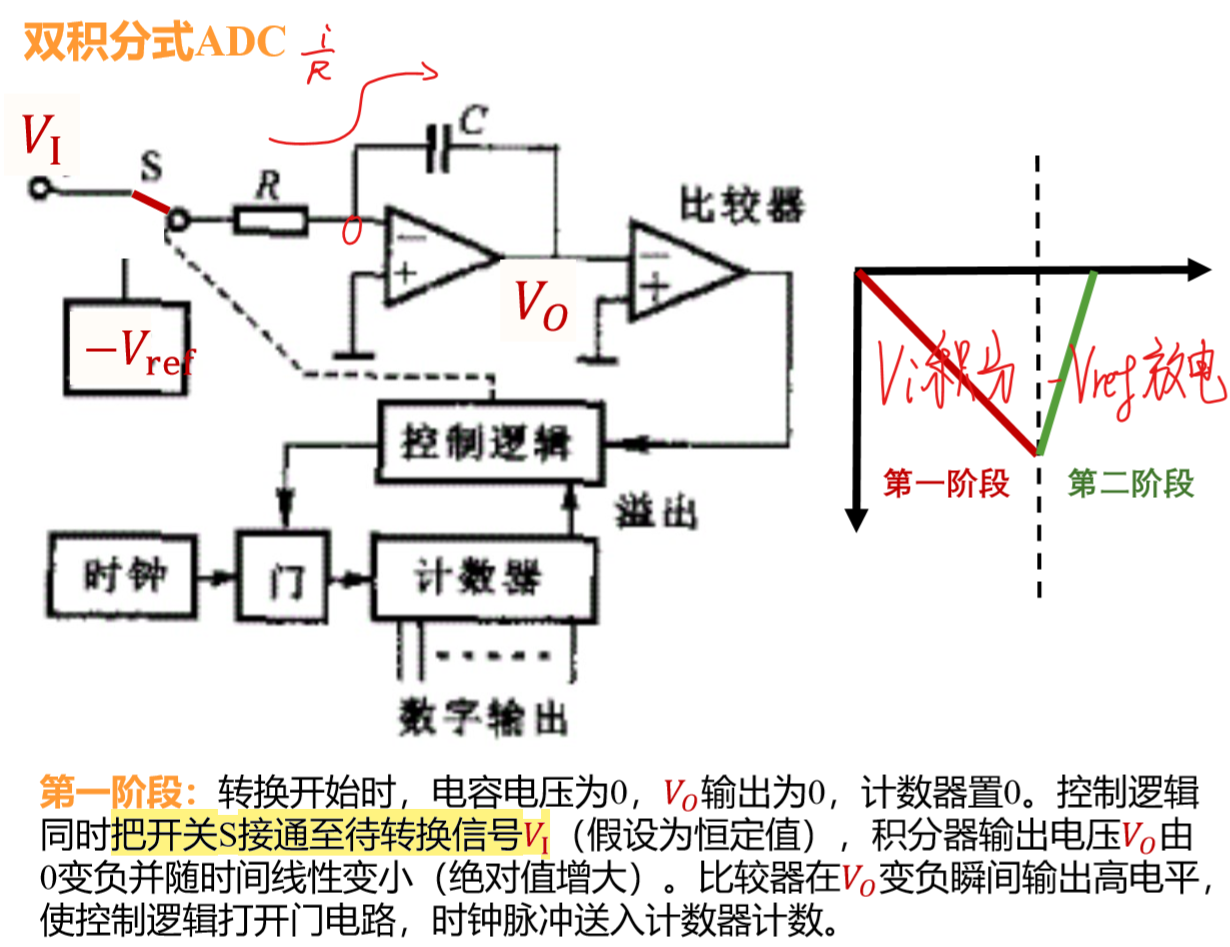 双积分式ADC
i
R
V_I
S
R
C
0
比较器
V_O
−V_ref
Vi积分
-Vref放电
第一阶段
第二阶段
控制逻辑
溢出
时钟
门
计数器
数字输出
第一阶段：转换开始时，电容电压为0，V_O输出为0，计数器置0。控制逻辑
同时把开关S接通至待转换信号V_I（假设为恒定值），积分器输出电压V_O由
0变负并随时间线性变小（绝对值增大）。比较器在V_O变负瞬间输出高电平，
使控制逻辑打开门电路，时钟脉冲送入计数器计数。